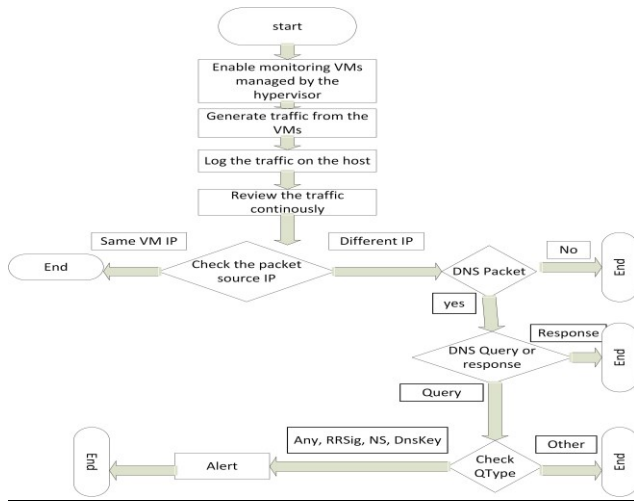 start
Enable monitoring VMs
managed by the
hypervisor
Generate traffic from the
VMs
Log the traffic on the host
Review the traffic
continously
Same VM IP
Different IP
No
End
Check the packet
source IP
DNS Packet
End
yes
Response
DNS Query or
response
End
Query
Any, RRSig, NS, DnsKey
Other
End
Alert
Check
QType
End